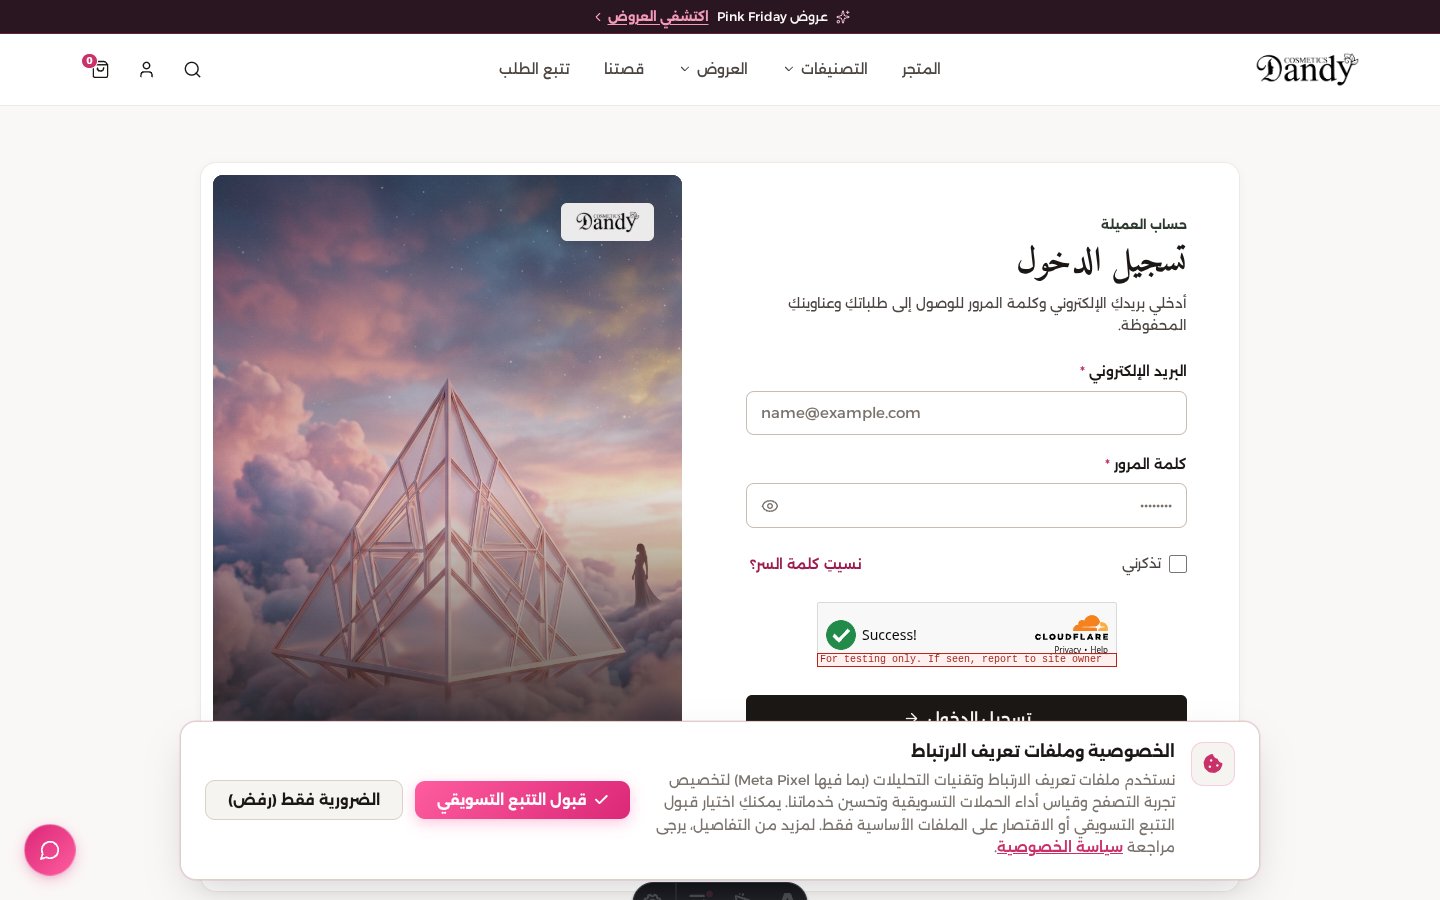 عروض Pink Friday اكتشفي العروض
Dandy
COSMETICS
المتجر
التصنيفات
العروض
قصتنا
تتبع الطلب
0
Dandy
COSMETICS
حساب العميلة
تسجيل الدخول
أدخلي بريدكِ الإلكتروني وكلمة المرور للوصول إلى طلباتكِ وعناوينكِ
المحفوظة.
البريد الإلكتروني *
name@example.com
كلمة المرور *
••••••••
تذكرني
نسيتِ كلمة السر؟
Success!
CLOUDFLARE
Privacy • Help
For testing only. If seen, report to site owner
تسجيل الدخول
الخصوصية وملفات تعريف الارتباط
نستخدم ملفات تعريف الارتباط وتقنيات التحليلات (بما فيها Meta Pixel) لتخصيص
تجربة التصفح وقياس أداء الحملات التسويقية وتحسين خدماتنا. يمكنكِ اختيار قبول
التتبع التسويقي أو الاقتصار على الملفات الأساسية فقط. لمزيد من التفاصيل، يرجى
مراجعة سياسة الخصوصية.
قبول التتبع التسويقي
الضرورية فقط (رفض)